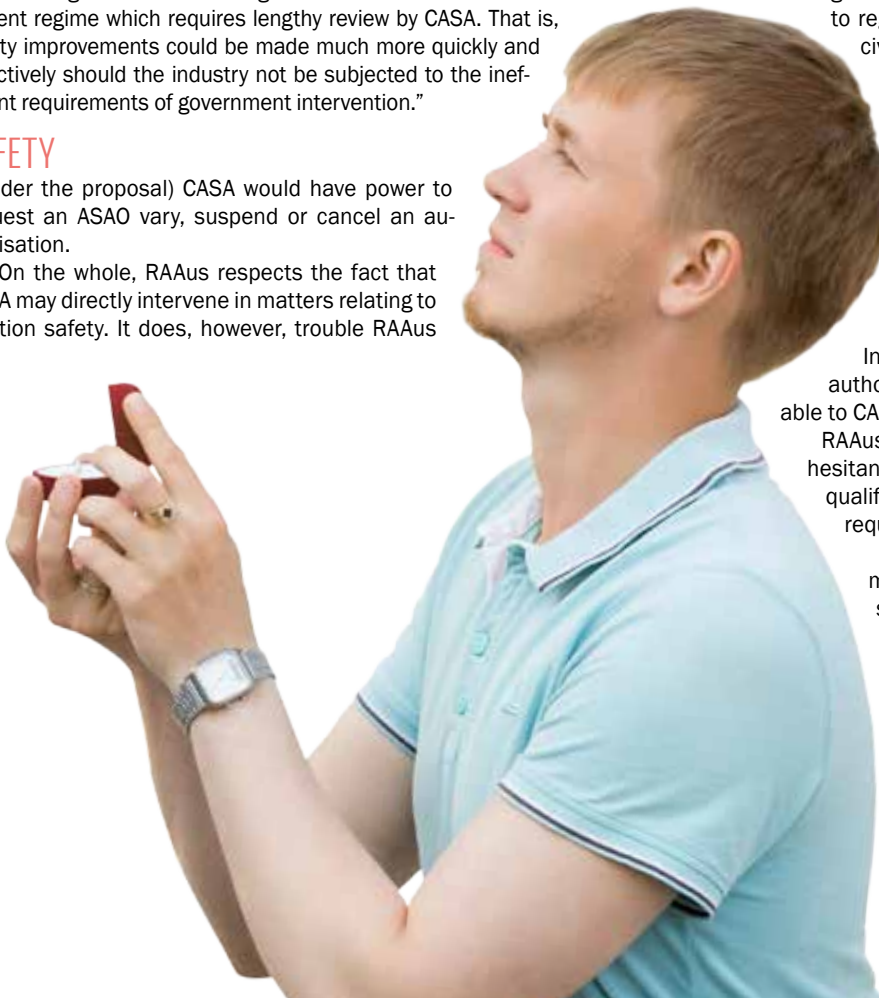 ent regime which requires lengthy review by CASA. That is,
ty improvements could be made much more quickly and
ctively should the industry not be subjected to the inef-
nt requirements of government intervention.”
FETY
der the proposal) CASA would have power to
uest an ASAO vary, suspend or cancel an au-
isation.
On the whole, RAAus respects the fact that
A may directly intervene in matters relating to
tion safety. It does, however, trouble RAAus
to re
civ
In
autho
able to CA
RAAus
hesitan
qualif
requ
m
s